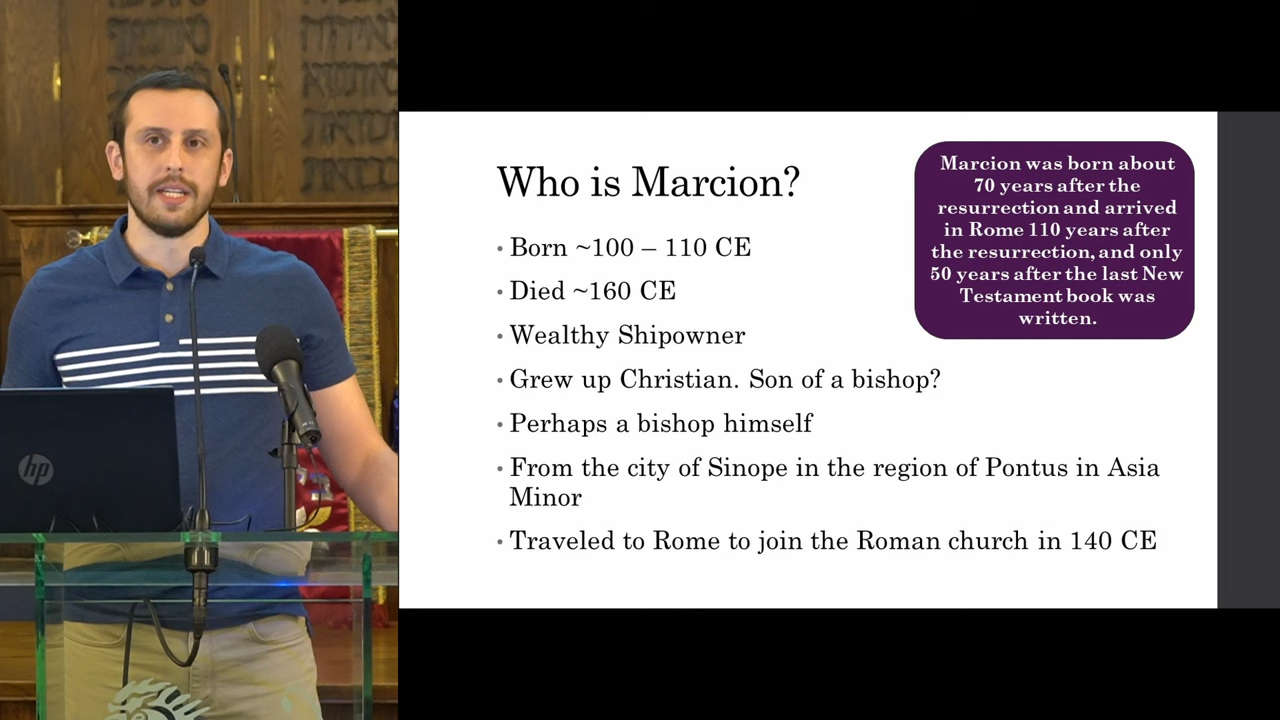 Who is Marcion?
• Born ~100 – 110 CE
• Died ~160 CE
• Wealthy Shipowner
• Grew up Christian. Son of a bishop?
• Perhaps a bishop himself
• From the city of Sinope in the region of Pontus in Asia
Minor
• Traveled to Rome to join the Roman church in 140 CE
Marcion was born about
70 years after the
resurrection and arrived
in Rome 110 years after
the resurrection, and only
50 years after the last New
Testament book was
written.
hp